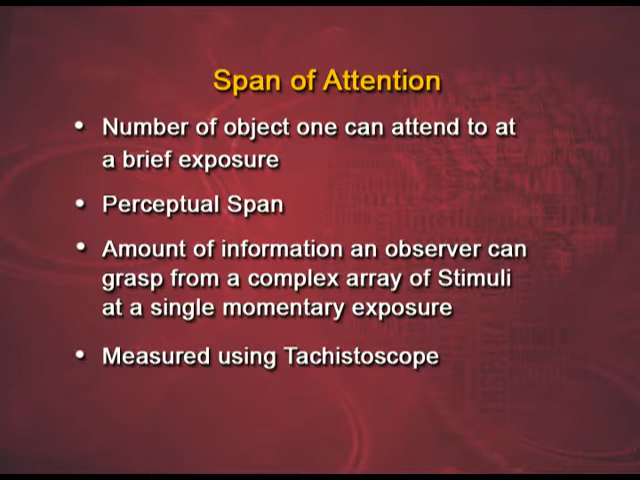 Span of Attention
• Number of object one can attend to at
a brief exposure
• Perceptual Span
• Amount of information an observer can
grasp from a complex array of Stimuli
at a single momentary exposure
• Measured using Tachistoscope